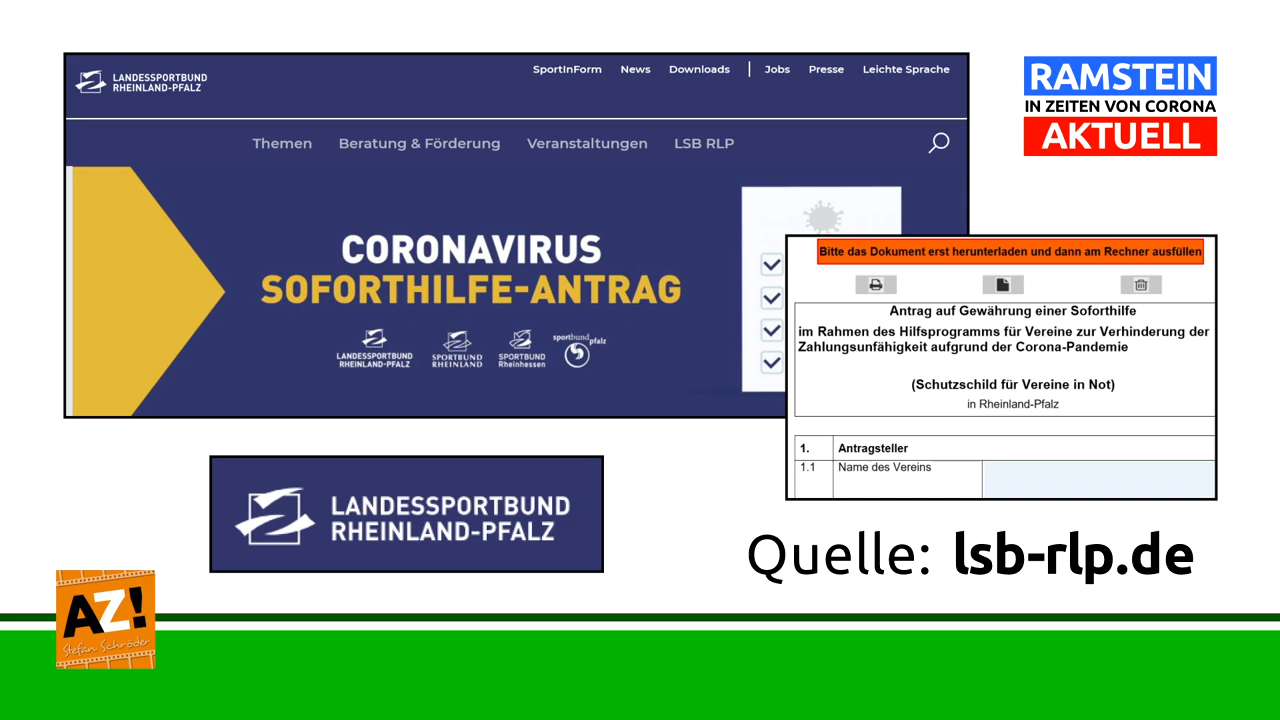 LANDESSPORTBUND
RHEINLAND-PFALZ
SportInForm News Downloads Jobs Presse Leichte Sprache
Themen Beratung & Förderung Veranstaltungen LSB RLP
CORONAVIRUS
SOFORTHILFE-ANTRAG
LANDESSPORTBUND
RHEINLAND-PFALZ
SPORTBUND
RHEINLAND
SPORTBUND
Rheinhessen
sportbund
pfalz
RAMSTEIN
IN ZEITEN VON CORONA
AKTUELL
Bitte das Dokument erst herunterladen und dann am Rechner ausfüllen
Antrag auf Gewährung einer Soforthilfe
im Rahmen des Hilfsprogramms für Vereine zur Verhinderung der
Zahlungsunfähigkeit aufgrund der Corona-Pandemie
(Schutzschild für Vereine in Not)
in Rheinland-Pfalz
1. Antragsteller
1.1 Name des Vereins
LANDESSPORTBUND
RHEINLAND-PFALZ
Quelle: lsb-rlp.de
AZ!
Stefan Schröder